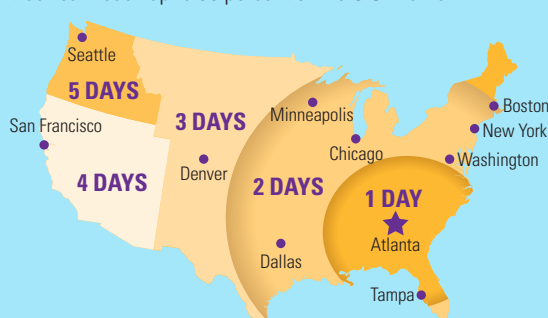 Seattle
5 DAYS
San Francisco
4 DAYS
3 DAYS
Denver
Minneapolis
Chicago
2 DAYS
Dallas
1 DAY
Atlanta
Tampa
Boston
New York
Washington